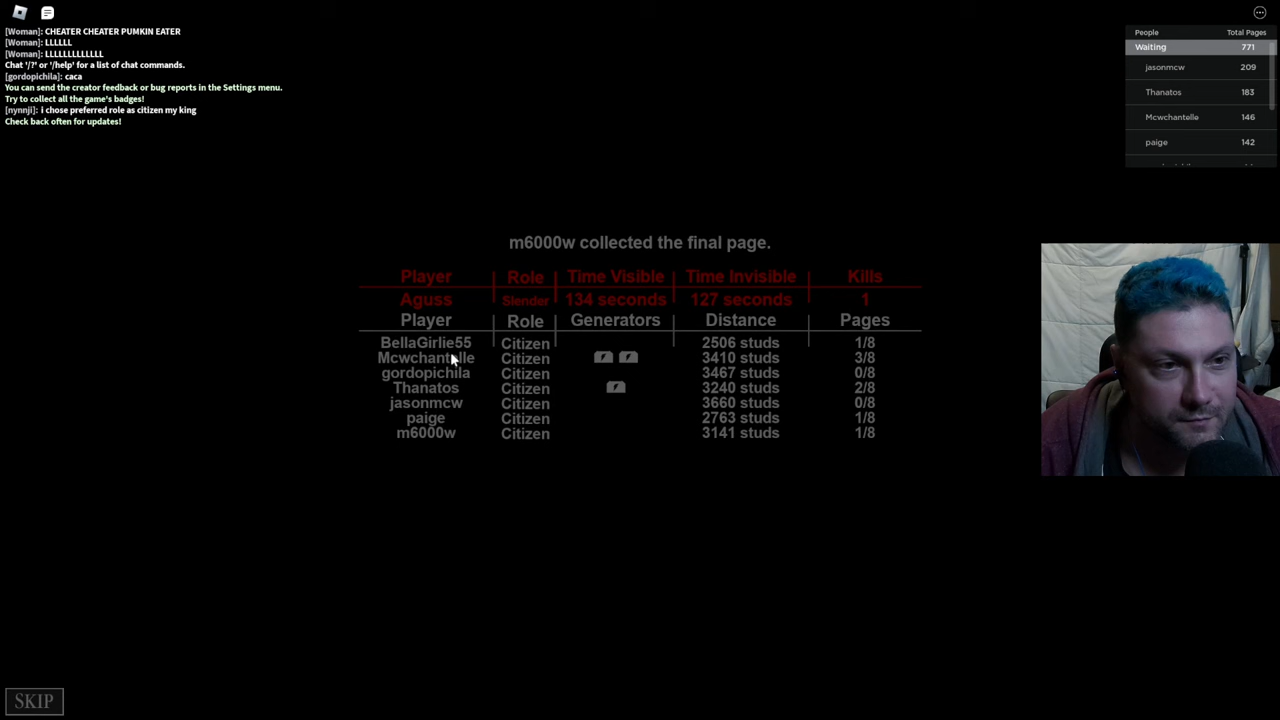 [Woman]: CHEATER CHEATER PUMKIN EATER
[Woman]: LLLLLL
[Woman]: LLLLLLLLLLLLL
Chat '/?' or '/help' for a list of chat commands.
[gordopichila]: caca
You can send the creator feedback or bug reports in the Settings menu.
Try to collect all the game's badges!
[nynnji]: i chose preferred role as citizen my king
Check back often for updates!
People Total Pages
Waiting 771
jasonmcw 209
Thanatos 183
Mcwchantelle 146
paige 142
m6000w collected the final page.
Player Role Time Visible Time Invisible Kills
Aguss Slender 134 seconds 127 seconds 1
Player Role Generators Distance Pages
BellaGirlie55 Citizen 2506 studs 1/8
Mcwchantelle Citizen 3410 studs 3/8
gordopichila Citizen 3467 studs 0/8
Thanatos Citizen 3240 studs 2/8
jasonmcw Citizen 3660 studs 0/8
paige Citizen 2763 studs 1/8
m6000w Citizen 3141 studs 1/8
SKIP